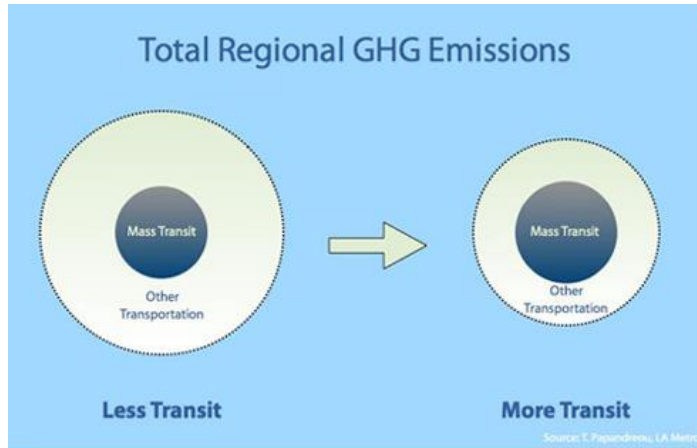 Total Regional GHG Emissions
Mass Transit
Other
Transportation
Mass Transit
Other
Transportation
Less Transit
More Transit
Source: T. Papandreou, LA Metro